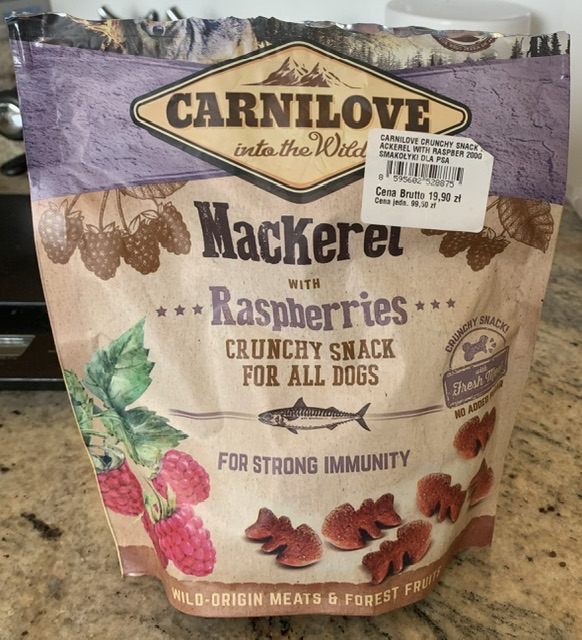 CARNILOVE
into the Wild
CARNILOVE CRUNCHY SNACK
ACKEREL WITH RASPBER 200G
SMAKOŁYKI DLA PSA
8 595602 528875
Cena Brutto 19,90 zł
Cena jedn. 99,50 zł
Mackerel
WITH
Raspberries
CRUNCHY SNACK
FOR ALL DOGS
CRUNCHY SNACK!
with
Fresh
NO ADDED
FOR STRONG IMMUNITY
WILD-ORIGIN MEATS & FOREST FRUITS